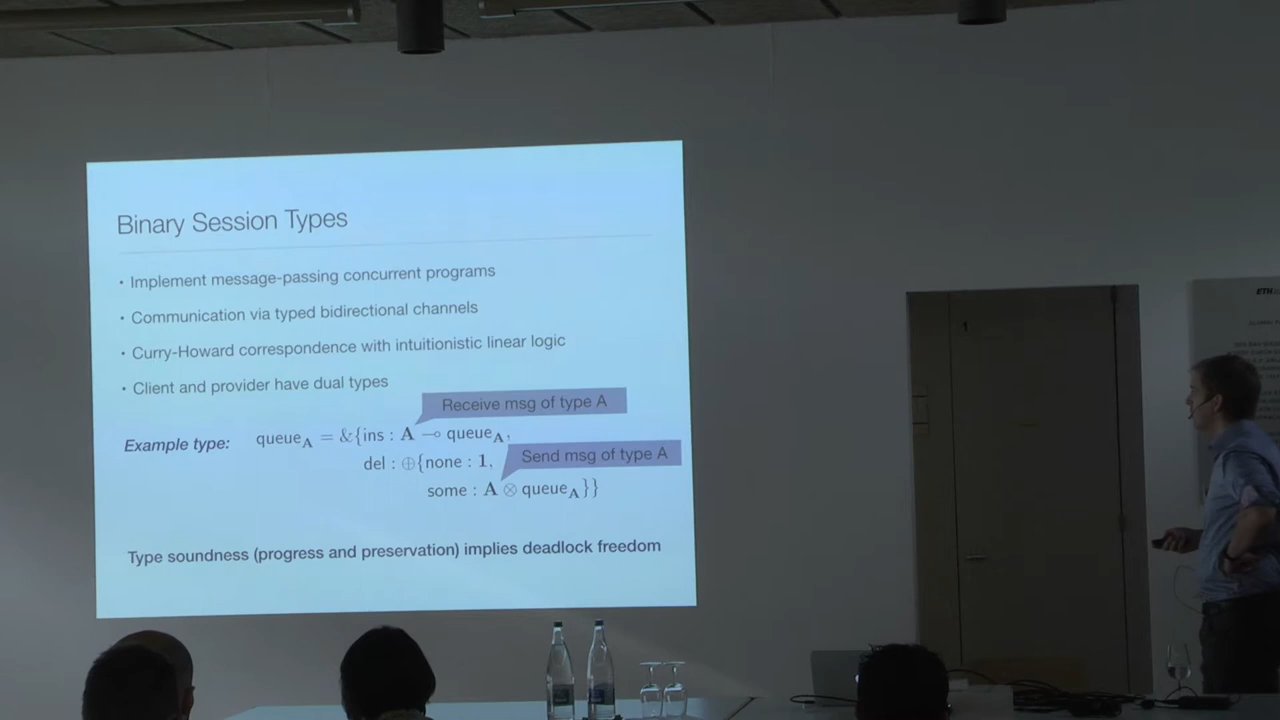 Binary Session Types
• Implement message-passing concurrent programs
• Communication via typed bidirectional channels
• Curry-Howard correspondence with intuitionistic linear logic
• Client and provider have dual types
Receive msg of type A
Example type: queue_A = &{ins : A ⊸ queue_A,
Send msg of type A
del : ⊕{none : 1,
some : A ⊗ queue_A}}
Type soundness (progress and preservation) implies deadlock freedom
ETH